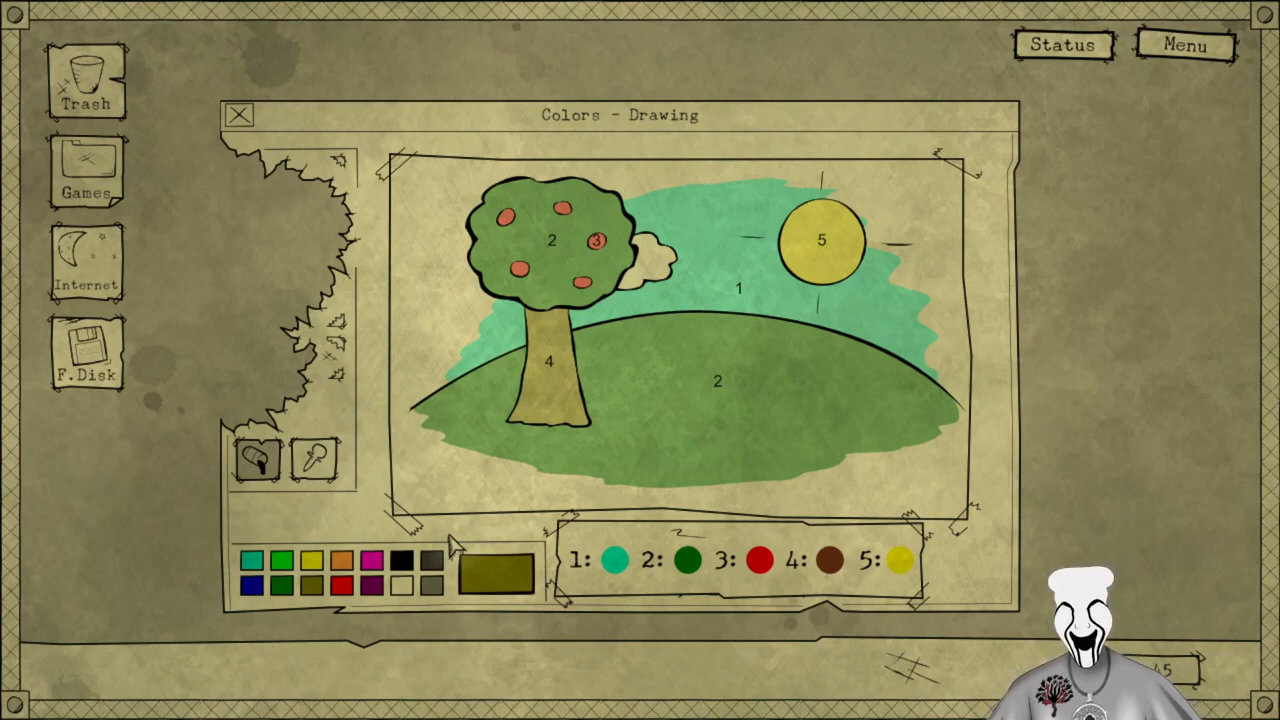 Status
Menu
Trash
Colors - Drawing
Games
Internet
F.Disk
2
3
5
1
4
2
1:
2:
3:
4:
5: